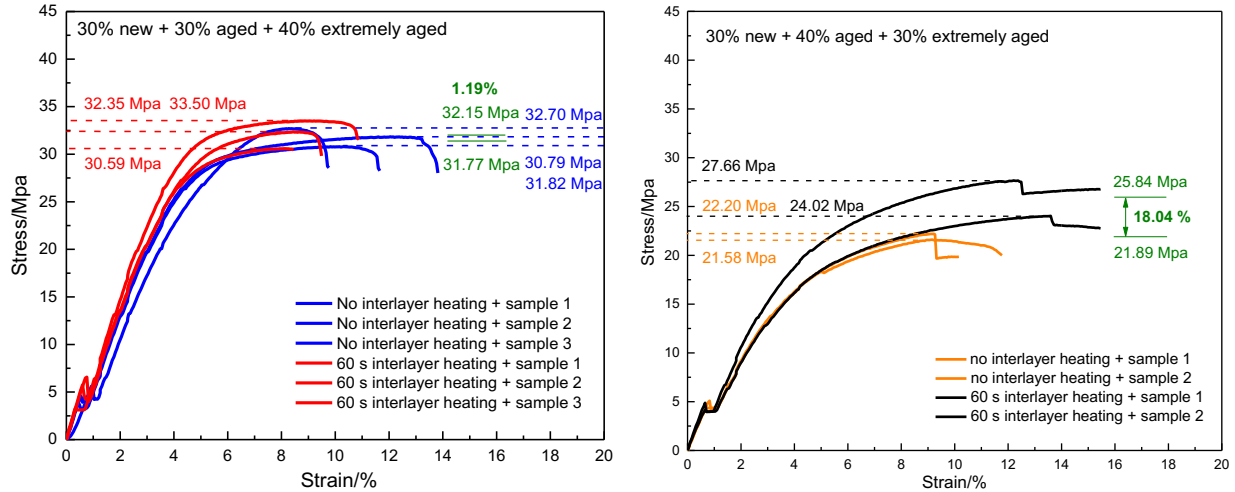 30% new + 30% aged + 40% extremely aged
1.19%
32.35 Mpa 33.50 Mpa
32.15 Mpa
32.70 Mpa
30.59 Mpa
31.77 Mpa
30.79 Mpa
31.82 Mpa
No interlayer heating + sample 1
No interlayer heating + sample 2
No interlayer heating + sample 3
60 s interlayer heating + sample 1
60 s interlayer heating + sample 2
60 s interlayer heating + sample 3
45
40
35
30
25
20
15
10
5
0
Stress/Mpa
0 2 4 6 8 10 12 14 16 18 20
Strain/%
30% new + 40% aged + 30% extremely aged
27.66 Mpa
25.84 Mpa
22.20 Mpa
24.02 Mpa
18.04 %
21.58 Mpa
21.89 Mpa
no interlayer heating + sample 1
no interlayer heating + sample 2
60 s interlayer heating + sample 1
60 s interlayer heating + sample 2
45
40
35
30
25
20
15
10
5
0
Stress/Mpa
0 2 4 6 8 10 12 14 16 18 20
Strain/%